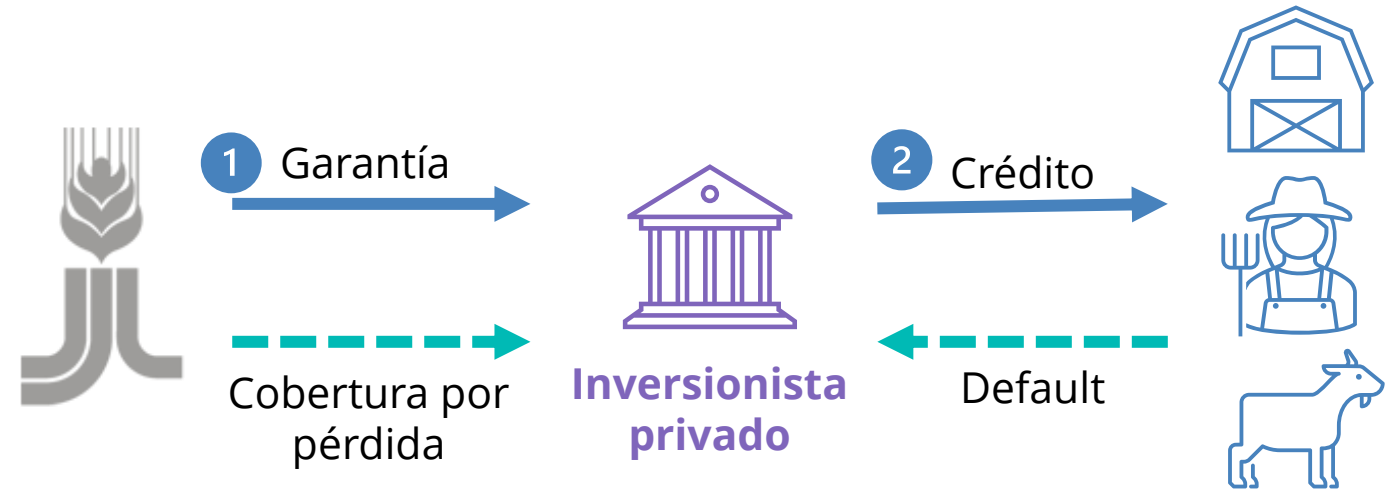 1
Garantía
2
Crédito
Cobertura por
pérdida
Inversionista
privado
Default